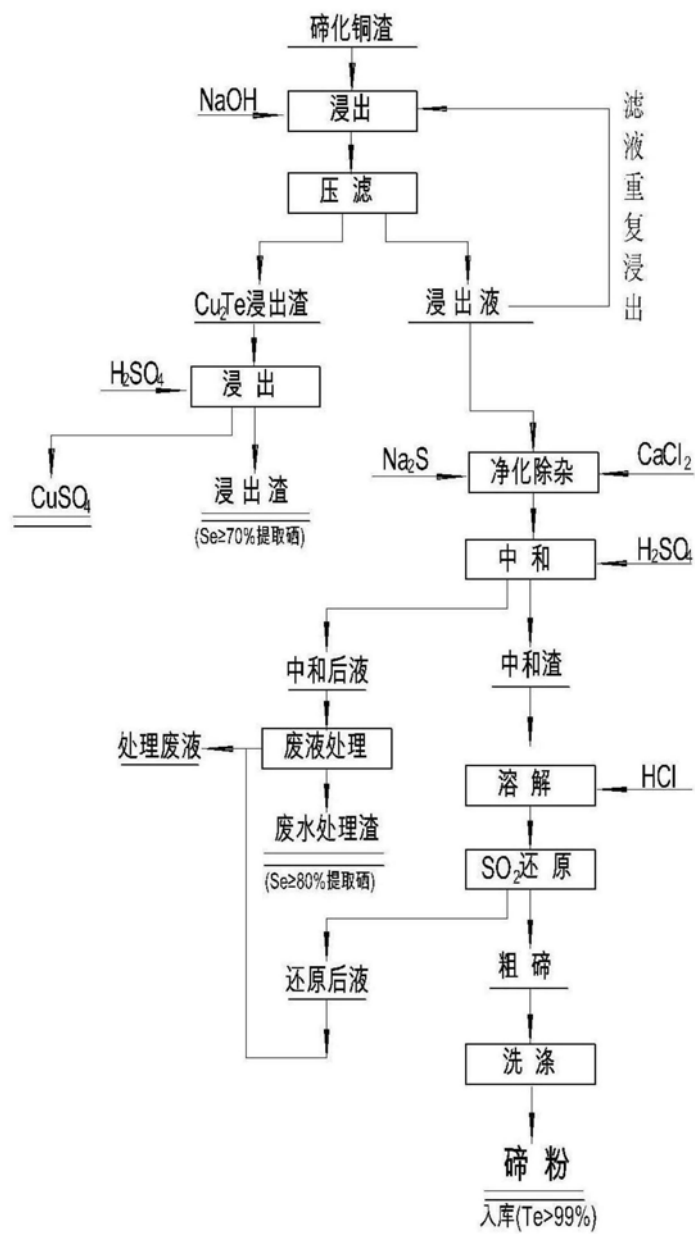 碲化铜渣
NaOH
浸出
滤液重复浸出
压滤
Cu₂Te浸出渣
浸出液
H₂SO₄
浸出
CuSO₄
浸出渣
(Se≥70%提取硒)
Na₂S
净化除杂
CaCl₂
中和
H₂SO₄
中和后液
中和渣
处理废液
废液处理
溶解
HCl
废水处理渣
(Se≥80%提取硒)
SO₂还原
还原后液
粗碲
洗涤
碲粉
入库(Te>99%)